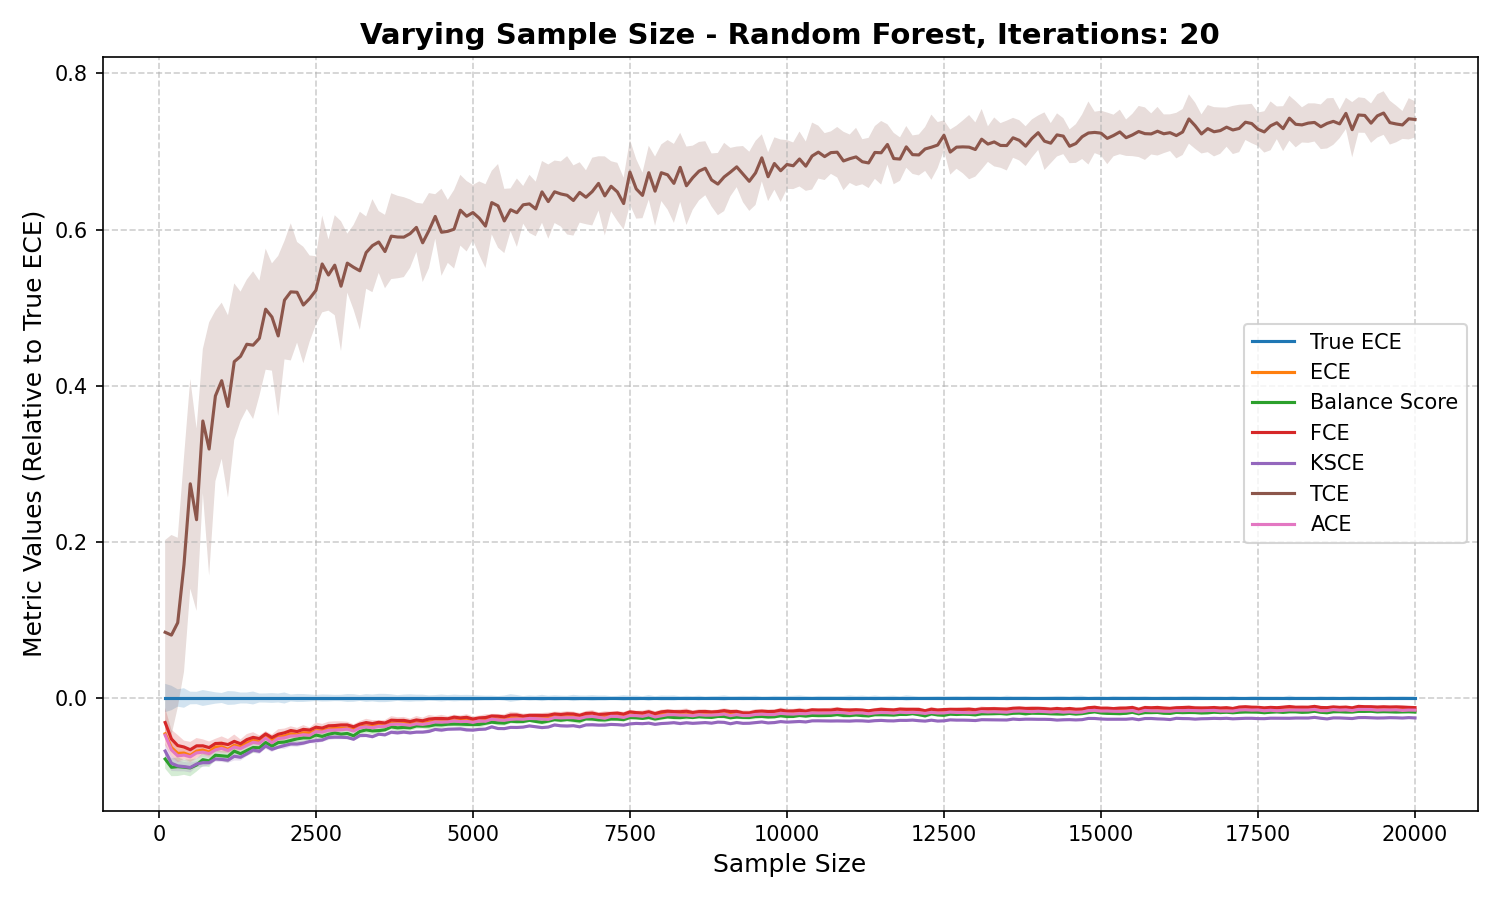 Varying Sample Size - Random Forest, Iterations: 20
Metric Values (Relative to True ECE)
0.8
0.6
0.4
0.2
0.0
True ECE
ECE
Balance Score
FCE
KSCE
TCE
ACE
0 2500 5000 7500 10000 12500 15000 17500 20000
Sample Size